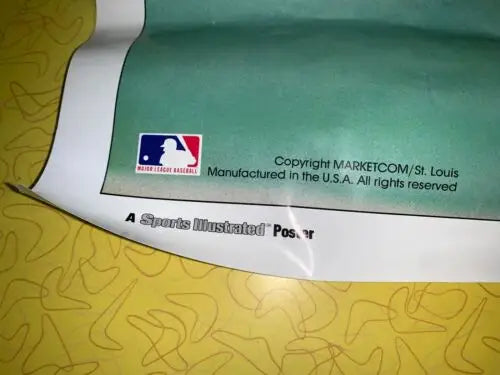 MAJOR LEAGUE BASEBALL
Copyright MARKETCOM/St. Louis
Manufactured in the U.S.A. All rights reserved
A Sports Illustrated™ Poster